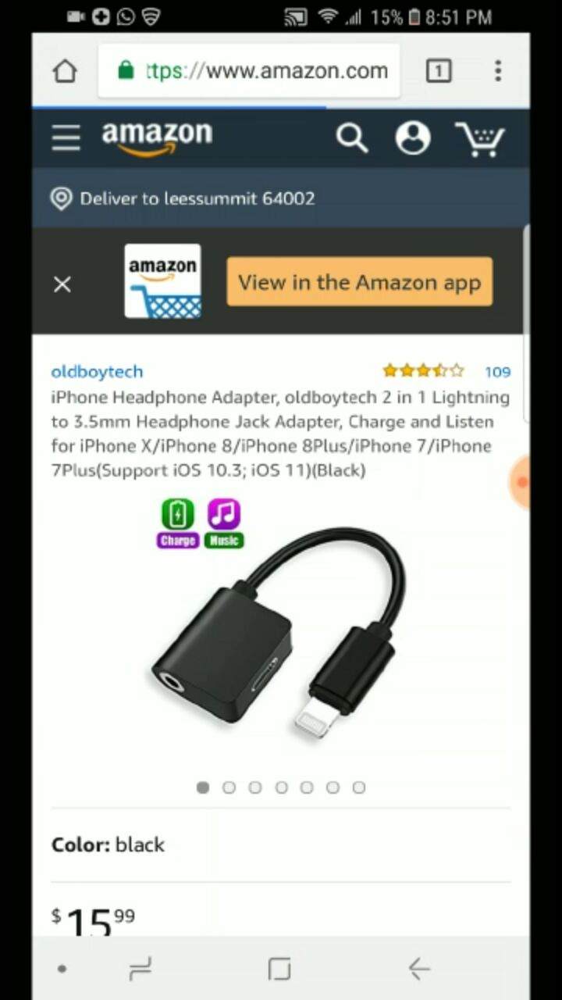 15% 8:51 PM
ttps://www.amazon.com
1
amazon
Deliver to leessummit 64002
amazon
View in the Amazon app
oldboytech 109
iPhone Headphone Adapter, oldboytech 2 in 1 Lightning
to 3.5mm Headphone Jack Adapter, Charge and Listen
for iPhone X/iPhone 8/iPhone 8Plus/iPhone 7/iPhone
7Plus(Support iOS 10.3; iOS 11)(Black)
Charge Music
Color: black
$15 99